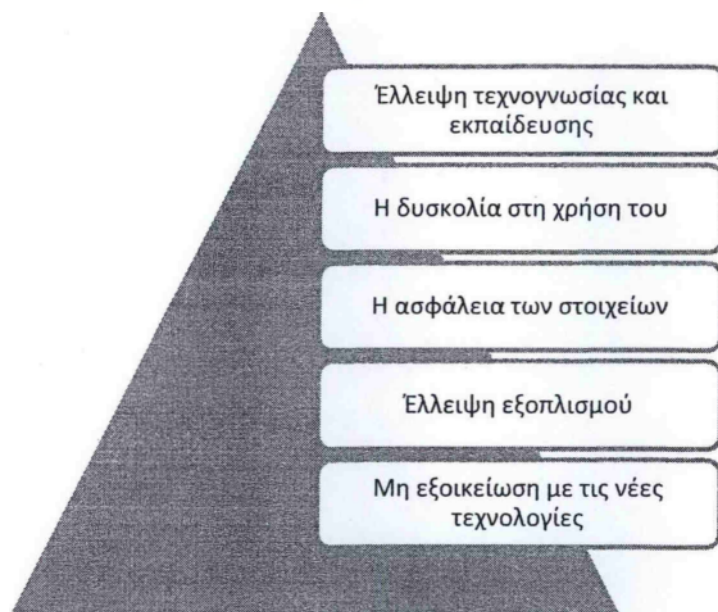 Έλλειψη τεχνογνωσίας και
εκπαίδευσης
Η δυσκολία στη χρήση του
Η ασφάλεια των στοιχείων
Έλλειψη εξοπλισμού
Μη εξοικείωση με τις νέες
τεχνολογίες